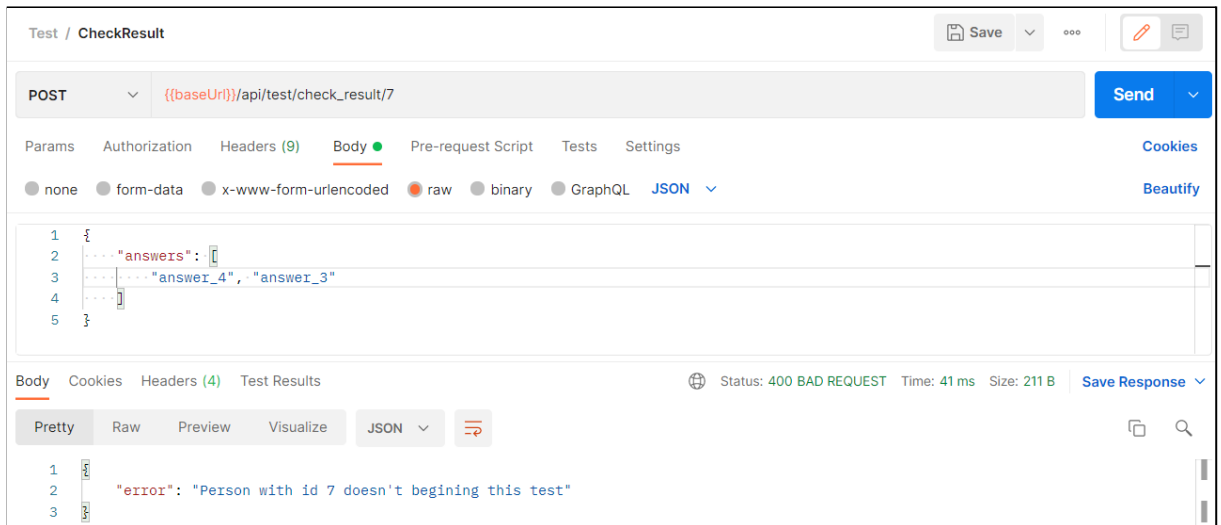 Test / CheckResult
Save
POST {{baseUrl}}/api/test/check_result/7 Send
Params Authorization Headers (9) Body Pre-request Script Tests Settings Cookies
none form-data x-www-form-urlencoded raw binary GraphQL JSON Beautify
1 {
2 "answers": [
3 "answer_4", "answer_3"
4 ]
5 }
Body Cookies Headers (4) Test Results Status: 400 BAD REQUEST Time: 41 ms Size: 211 B Save Response
Pretty Raw Preview Visualize JSON
1 {
2 "error": "Person with id 7 doesn't begining this test"
3 }